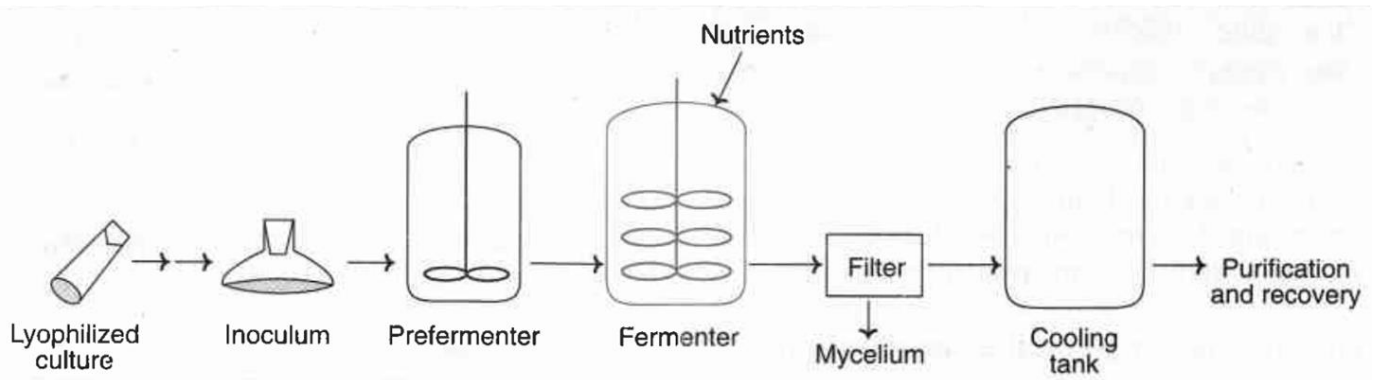 Nutrients
Filter
Purification
and recovery
Lyophilized
culture
Inoculum
Prefermenter
Fermenter
Mycelium
Cooling
tank